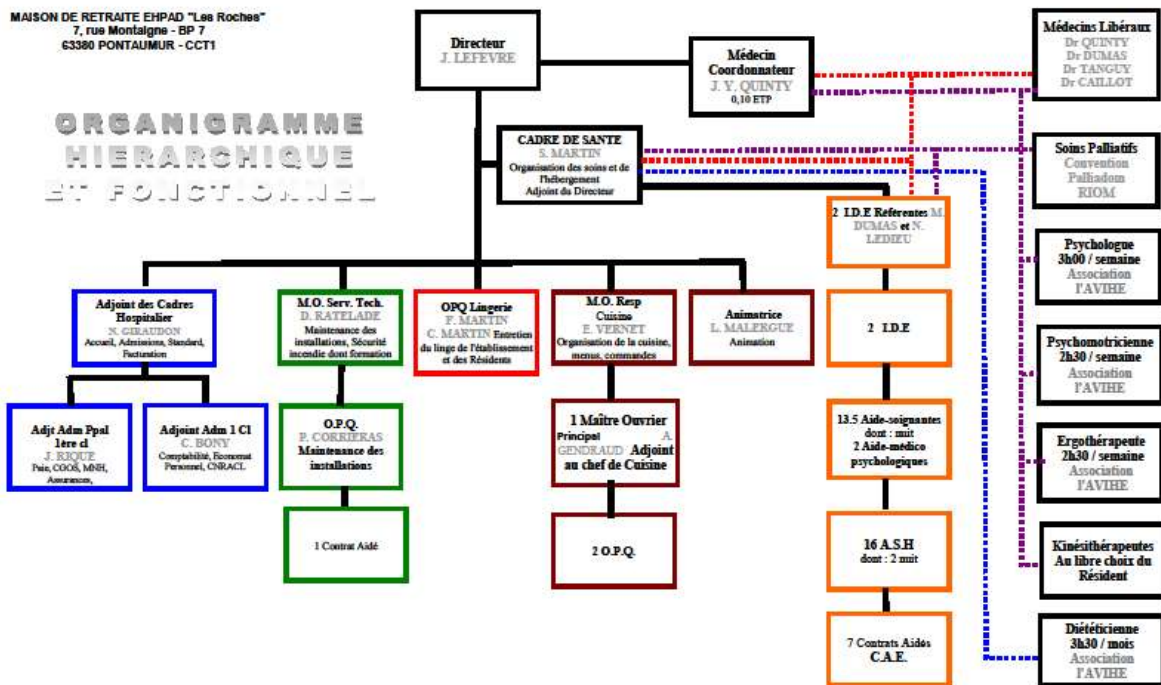 MAISON DE RETRAITE EHPAD "Les Roches"
7, rue Montaigne - BP 7
63380 PONTAUMUR - CCT1
ORGANIGRAMME
HIERARCHIQUE
ET FONCTIONNEL
Directeur
J. LEFEVRE
Médecin
Coordonnateur
J. Y. QUINTY
0,10 ETP
Médecins Libéraux
Dr QUINTY
Dr DUMAS
Dr TANGUY
Dr CAILLOT
CADRE DE SANTE
S. MARTIN
Organisation des soins et de
l'hébergement
Adjoint du Directeur
Soins Palliatifs
Convention
Palliadom
RIOM
2 I.D.E Référentes M.
DUMAS et N.
LEDIEU
Psychologue
3h00 / semaine
Association
l'AVIHE
Adjoint des Cadres
Hospitalier
N. GIRAUDON
Accueil, Admissions, Standard,
Facturation
M.O. Serv. Tech.
D. RATELADE
Maintenance des
installations, Sécurité
incendie dont formation
OPQ Lingerie
F. MARTIN
C. MARTIN Entretien
du linge de l'établissement
et des Résidents
M.O. Resp
Cuisine
E. VERNET
Organisation de la cuisine,
menus, commandes
Animatrice
L. MALERGUE
Animation
2 I.D.E
Psychomotricienne
2h30 / semaine
Association
l'AVIHE
Adjt Adm Ppal
1ère cl
J. RIQUE
Paie, CGOS, MNH,
Assurances,
Adjoint Adm 1 Cl
C. BONY
Comptabilité, Economat
Personnel, CNRACL
O.P.Q.
P. CORRIERAS
Maintenance des
installations
1 Maître Ouvrier
Principal A.
GENDRAUD Adjoint
au chef de Cuisine
13.5 Aide-soignantes
dont : nuit
2 Aide-médico
psychologiques
Ergothérapeute
2h30 / semaine
Association
l'AVIHE
1 Contrat Aidé
2 O.P.Q.
16 A.S.H
dont : 2 nuit
Kinésithérapeutes
Au libre choix du
Résident
7 Contrats Aidés
C.A.E.
Diététicienne
3h30 / mois
Association
l'AVIHE